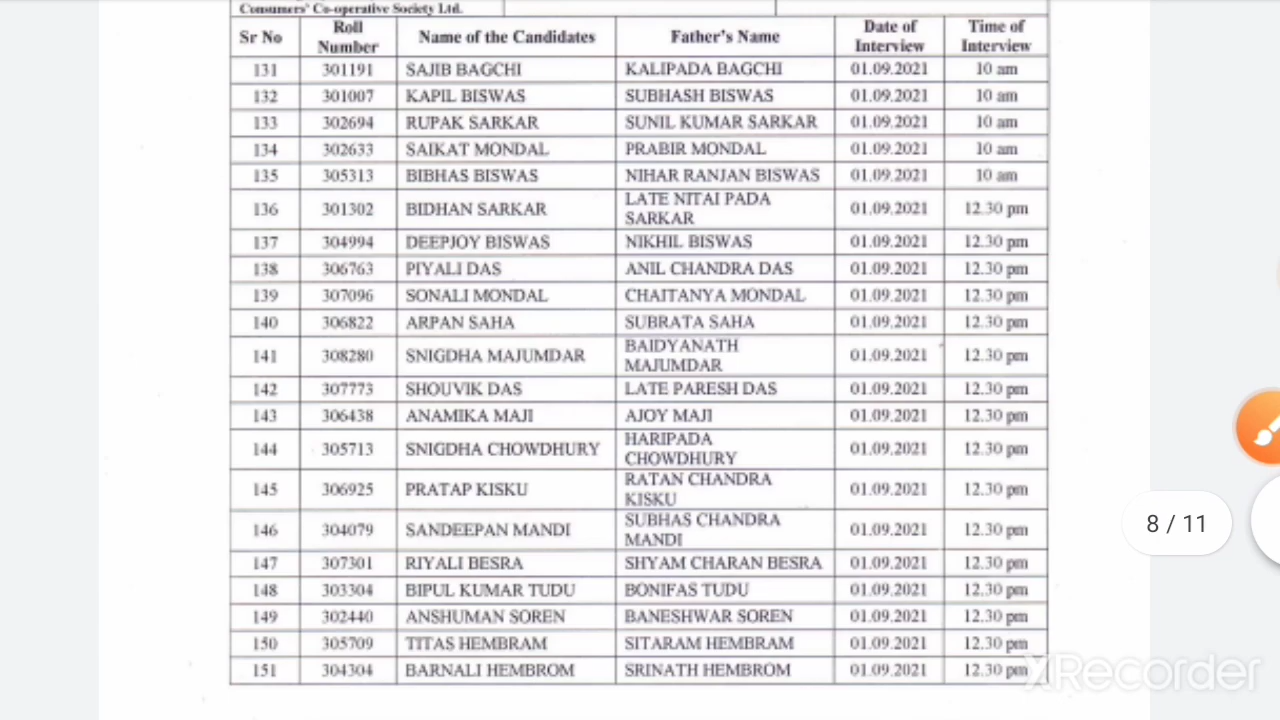 Consumers' Co-operative Society Ltd.
Sr No Roll Number Name of the Candidates Father's Name Date of Interview Time of Interview
131 301191 SAJIB BAGCHI KALIPADA BAGCHI 01.09.2021 10 am
132 301007 KAPIL BISWAS SUBHASH BISWAS 01.09.2021 10 am
133 302694 RUPAK SARKAR SUNIL KUMAR SARKAR 01.09.2021 10 am
134 302633 SAIKAT MONDAL PRABIR MONDAL 01.09.2021 10 am
135 305313 BIBHAS BISWAS NIHAR RANJAN BISWAS 01.09.2021 10 am
136 301302 BIDHAN SARKAR LATE NITAI PADA SARKAR 01.09.2021 12.30 pm
137 304994 DEEPJOY BISWAS NIKHIL BISWAS 01.09.2021 12.30 pm
138 306763 PIYALI DAS ANIL CHANDRA DAS 01.09.2021 12.30 pm
139 307096 SONALI MONDAL CHAITANYA MONDAL 01.09.2021 12.30 pm
140 306822 ARPAN SAHA SUBRATA SAHA 01.09.2021 12.30 pm
141 308280 SNIGDHA MAJUMDAR BAIDYANATH MAJUMDAR 01.09.2021 12.30 pm
142 307773 SHOUVIK DAS LATE PARESH DAS 01.09.2021 12.30 pm
143 306438 ANAMIKA MAJI AJOY MAJI 01.09.2021 12.30 pm
144 305713 SNIGDHA CHOWDHURY HARIPADA CHOWDHURY 01.09.2021 12.30 pm
145 306925 PRATAP KISKU RATAN CHANDRA KISKU 01.09.2021 12.30 pm
146 304079 SANDEEPAN MANDI SUBHAS CHANDRA MANDI 01.09.2021 12.30 pm
147 307301 RIYALI BESRA SHYAM CHARAN BESRA 01.09.2021 12.30 pm
148 303304 BIPUL KUMAR TUDU BONIFAS TUDU 01.09.2021 12.30 pm
149 302440 ANSHUMAN SOREN BANESHWAR SOREN 01.09.2021 12.30 pm
150 305709 TITAS HEMBRAM SITARAM HEMBRAM 01.09.2021 12.30 pm
151 304304 BARNALI HEMBROM SRINATH HEMBROM 01.09.2021 12.30 pm
8 / 11
XRecorder